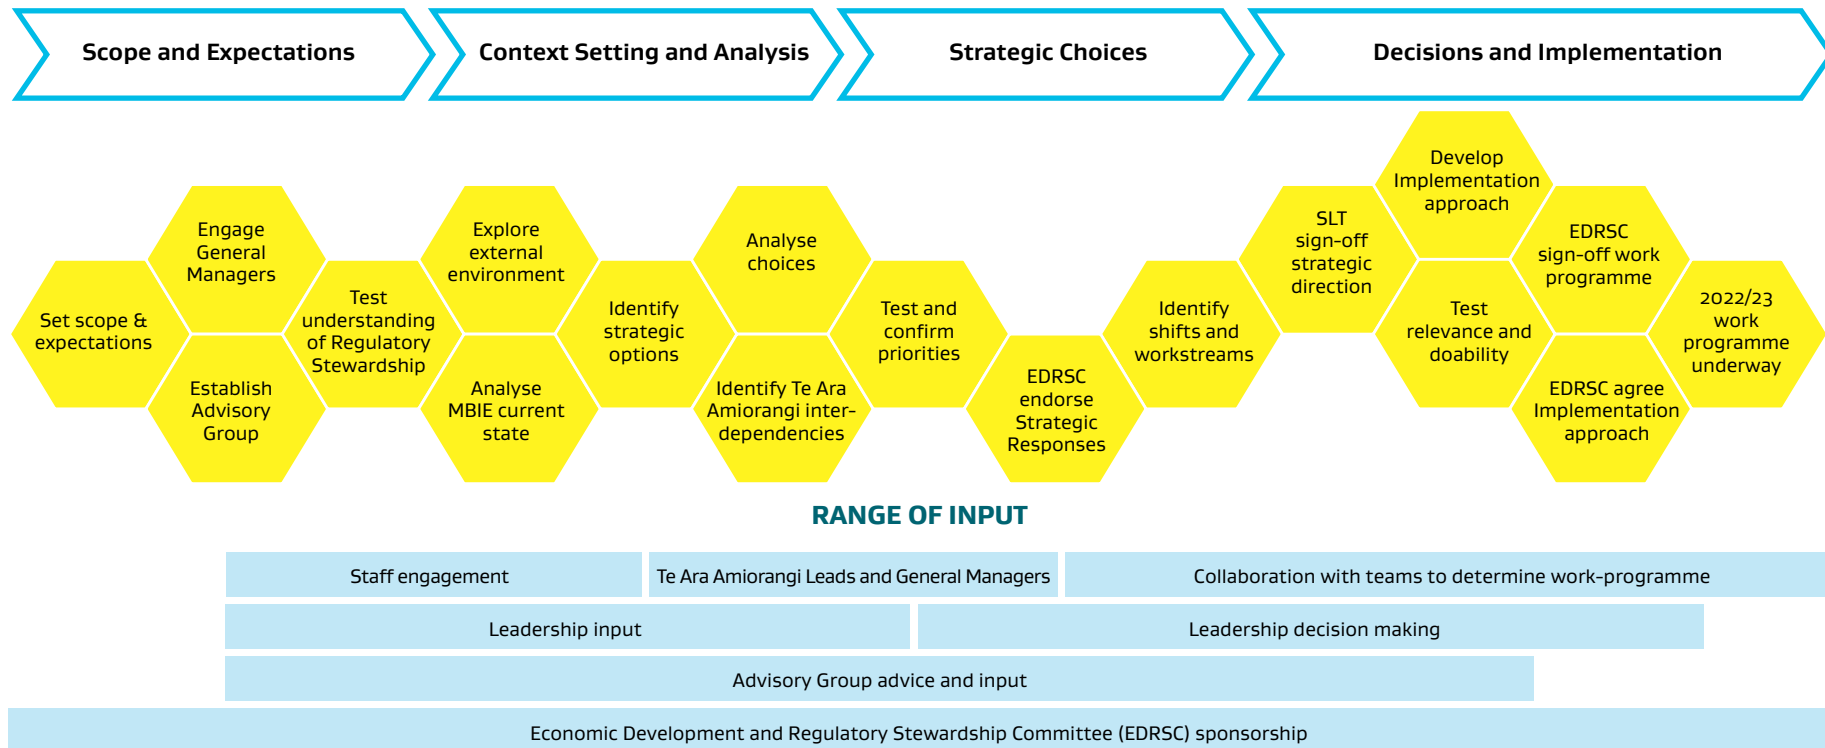 Scope and Expectations
Context Setting and Analysis
Strategic Choices
Decisions and Implementation
Set scope &
expectations
Engage
General
Managers
Establish
Advisory
Group
Test
understanding
of Regulatory
Stewardship
Explore
external
environment
Analyse
MBIE current
state
Identify
strategic
options
Analyse
choices
Identify Te Ara
Amiorangi inter-
dependencies
Test and
confirm
priorities
EDRSC
endorse
Strategic
Responses
Identify
shifts and
workstreams
SLT
sign-off
strategic
direction
Develop
Implementation
approach
Test
relevance and
doability
EDRSC
sign-off work
programme
EDRSC agree
Implementation
approach
2022/23
work
programme
underway
RANGE OF INPUT
Staff engagement
Te Ara Amiorangi Leads and General Managers
Collaboration with teams to determine work-programme
Leadership input
Leadership decision making
Advisory Group advice and input
Economic Development and Regulatory Stewardship Committee (EDRSC) sponsorship